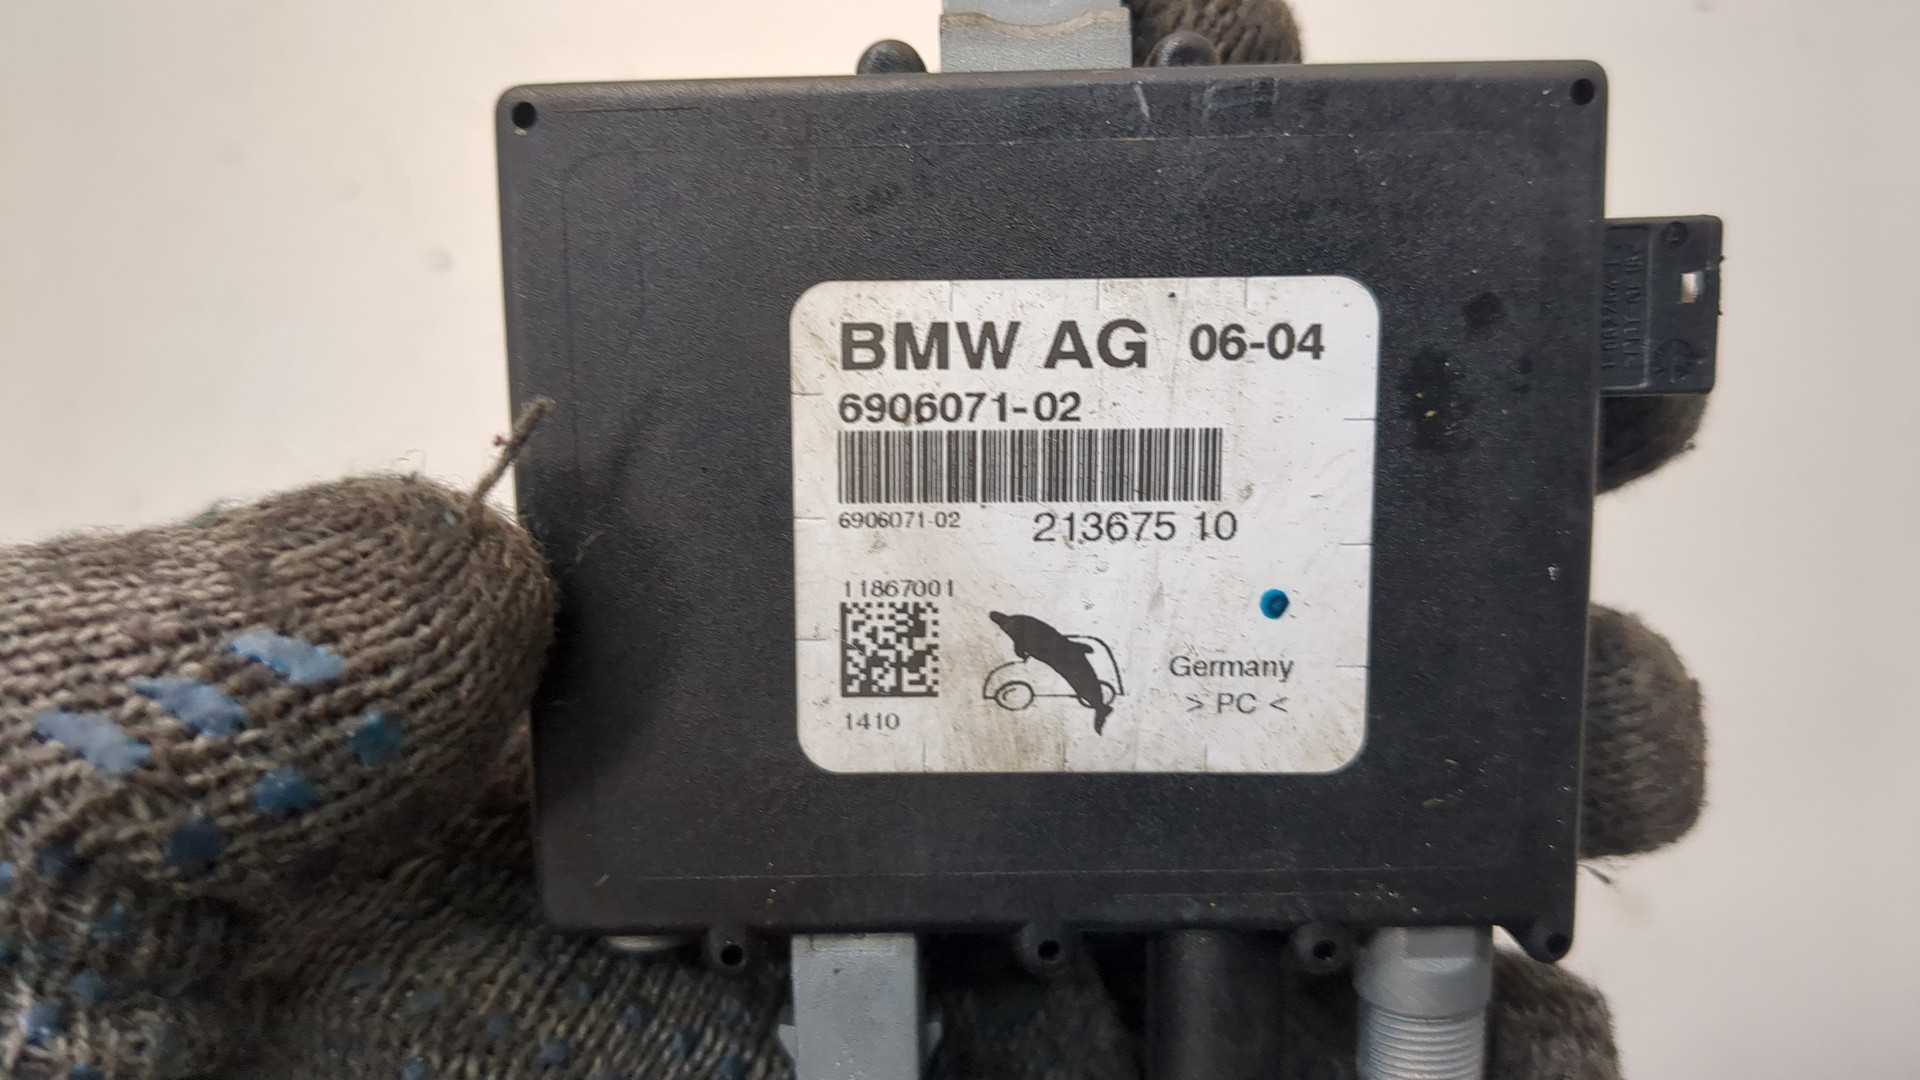 BMW AG 06-04
6906071-02
6906071-02 213675 10
11867001
Germany
> PC <
1410